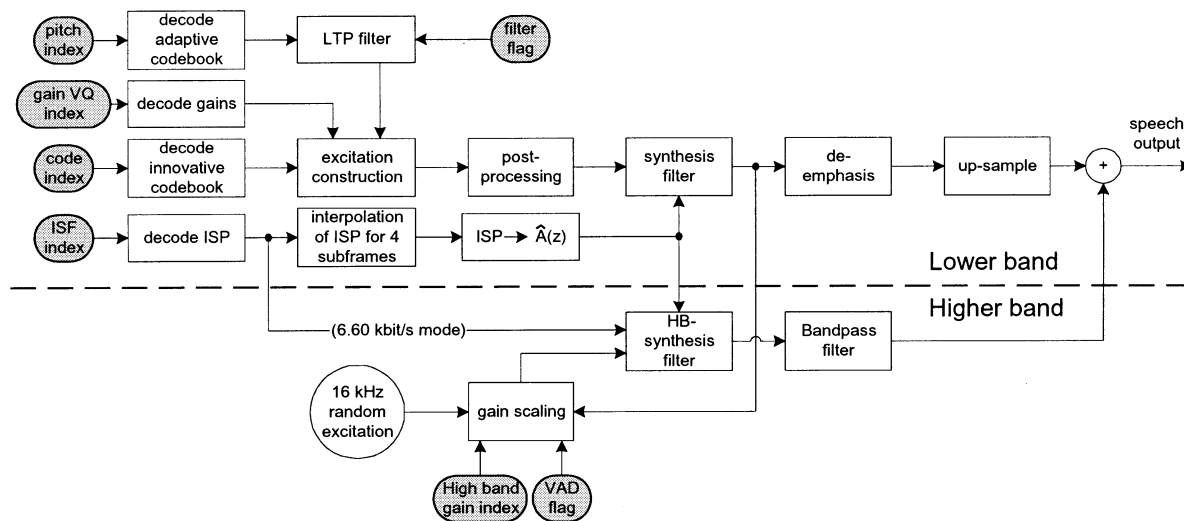 pitch
index
decode
adaptive
codebook
LTP filter
filter
flag
gain VQ
index
decode gains
code
index
decode
innovative
codebook
excitation
construction
post-
processing
synthesis
filter
de-
emphasis
up-sample
+
speech
output
ISF
index
decode ISP
interpolation
of ISP for 4
subframes
ISP → Â(z)
Lower band
Higher band
(6.60 kbit/s mode)
HB-
synthesis
filter
Bandpass
filter
16 kHz
random
excitation
gain scaling
High band
gain index
VAD
flag